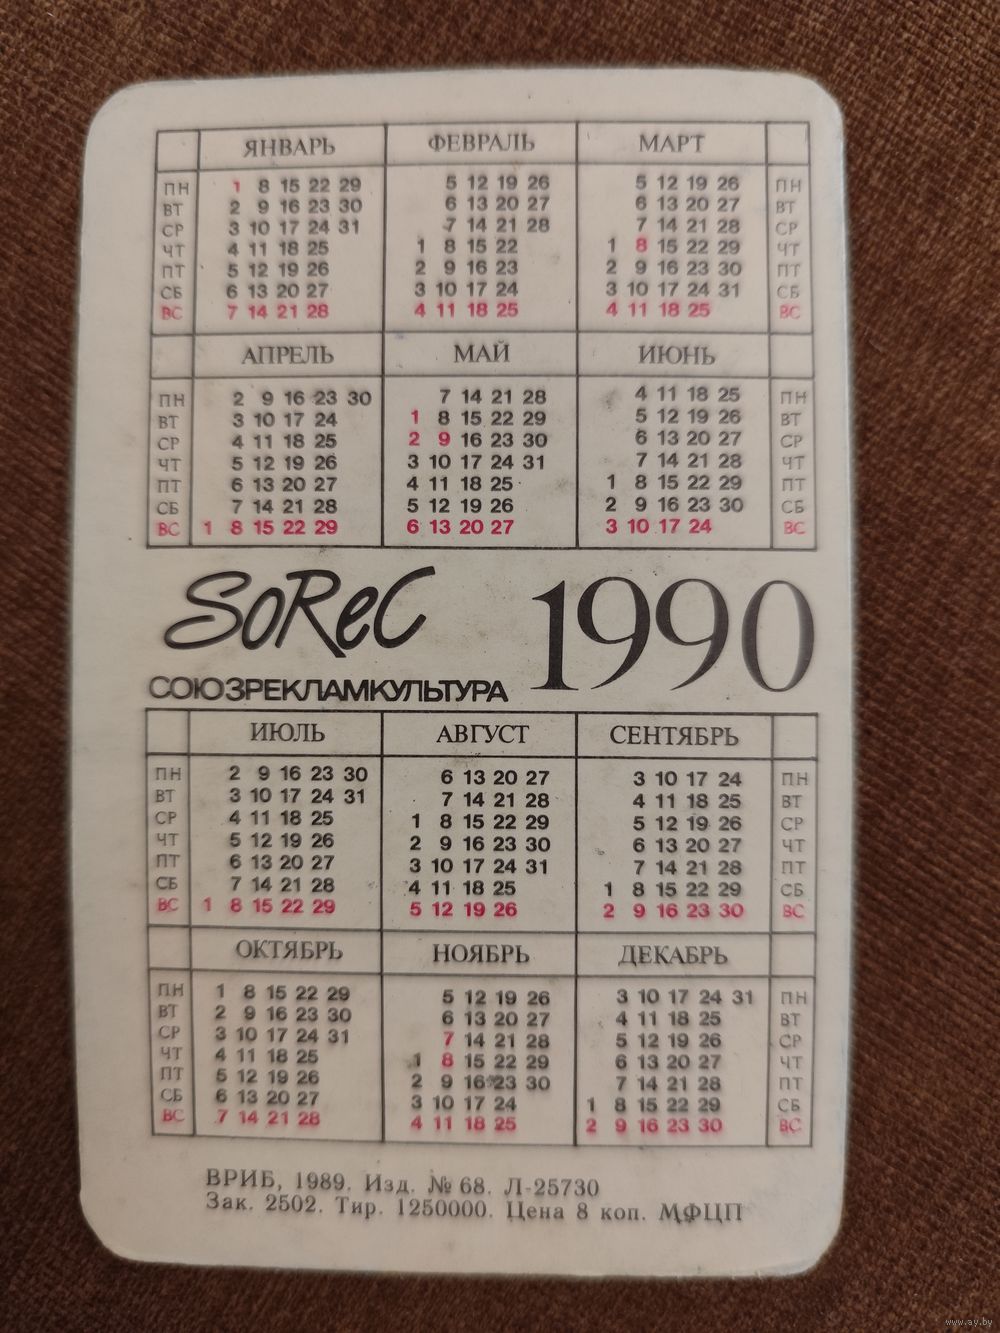 ЯНВАРЬ ФЕВРАЛЬ МАРТ
ПН 1 8 15 22 29 5 12 19 26 5 12 19 26 ПН
ВТ 2 9 16 23 30 6 13 20 27 6 13 20 27 ВТ
СР 3 10 17 24 31 7 14 21 28 7 14 21 28 СР
ЧТ 4 11 18 25 1 8 15 22 1 8 15 22 29 ЧТ
ПТ 5 12 19 26 2 9 16 23 2 9 16 23 30 ПТ
СБ 6 13 20 27 3 10 17 24 3 10 17 24 31 СБ
ВС 7 14 21 28 4 11 18 25 4 11 18 25 ВС
АПРЕЛЬ МАЙ ИЮНЬ
ПН 2 9 16 23 30 7 14 21 28 4 11 18 25 ПН
ВТ 3 10 17 24 1 8 15 22 29 5 12 19 26 ВТ
СР 4 11 18 25 2 9 16 23 30 6 13 20 27 СР
ЧТ 5 12 19 26 3 10 17 24 31 7 14 21 28 ЧТ
ПТ 6 13 20 27 4 11 18 25 1 8 15 22 29 ПТ
СБ 7 14 21 28 5 12 19 26 2 9 16 23 30 СБ
ВС 1 8 15 22 29 6 13 20 27 3 10 17 24 ВС
SoReC 1990
СОЮЗРЕКЛАМКУЛЬТУРА
ИЮЛЬ АВГУСТ СЕНТЯБРЬ
ПН 2 9 16 23 30 6 13 20 27 3 10 17 24 ПН
ВТ 3 10 17 24 31 7 14 21 28 4 11 18 25 ВТ
СР 4 11 18 25 1 8 15 22 29 5 12 19 26 СР
ЧТ 5 12 19 26 2 9 16 23 30 6 13 20 27 ЧТ
ПТ 6 13 20 27 3 10 17 24 31 7 14 21 28 ПТ
СБ 7 14 21 28 4 11 18 25 1 8 15 22 29 СБ
ВС 1 8 15 22 29 5 12 19 26 2 9 16 23 30 ВС
ОКТЯБРЬ НОЯБРЬ ДЕКАБРЬ
ПН 1 8 15 22 29 5 12 19 26 3 10 17 24 31 ПН
ВТ 2 9 16 23 30 6 13 20 27 4 11 18 25 ВТ
СР 3 10 17 24 31 7 14 21 28 5 12 19 26 СР
ЧТ 4 11 18 25 1 8 15 22 29 6 13 20 27 ЧТ
ПТ 5 12 19 26 2 9 16 23 30 7 14 21 28 ПТ
СБ 6 13 20 27 3 10 17 24 1 8 15 22 29 СБ
ВС 7 14 21 28 4 11 18 25 2 9 16 23 30 ВС
ВРИБ, 1989. Изд. № 68. Л-25730
Зак. 2502. Тир. 1250000. Цена 8 коп. МФЦП
www.ay.by